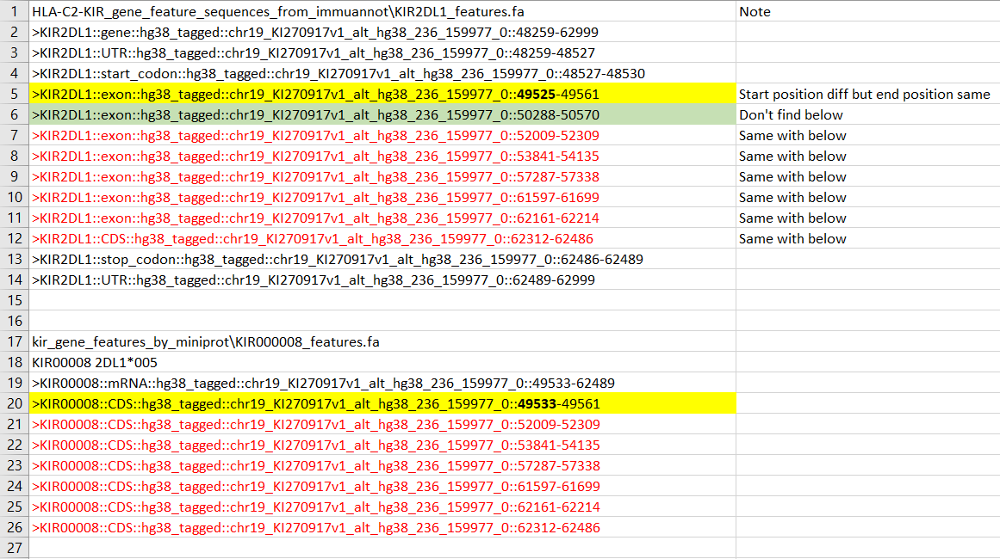 1 HLA-C2-KIR_gene_feature_sequences_from_immuannot\KIR2DL1_features.fa Note
2 >KIR2DL1::gene::hg38_tagged::chr19_KI270917v1_alt_hg38_236_159977_0::48259-62999
3 >KIR2DL1::UTR::hg38_tagged::chr19_KI270917v1_alt_hg38_236_159977_0::48259-48527
4 >KIR2DL1::start_codon::hg38_tagged::chr19_KI270917v1_alt_hg38_236_159977_0::48527-48530
5 >KIR2DL1::exon::hg38_tagged::chr19_KI270917v1_alt_hg38_236_159977_0::49525-49561 Start position diff but end position same
6 >KIR2DL1::exon::hg38_tagged::chr19_KI270917v1_alt_hg38_236_159977_0::50288-50570 Don't find below
7 >KIR2DL1::exon::hg38_tagged::chr19_KI270917v1_alt_hg38_236_159977_0::52009-52309 Same with below
8 >KIR2DL1::exon::hg38_tagged::chr19_KI270917v1_alt_hg38_236_159977_0::53841-54135 Same with below
9 >KIR2DL1::exon::hg38_tagged::chr19_KI270917v1_alt_hg38_236_159977_0::57287-57338 Same with below
10 >KIR2DL1::exon::hg38_tagged::chr19_KI270917v1_alt_hg38_236_159977_0::61597-61699 Same with below
11 >KIR2DL1::exon::hg38_tagged::chr19_KI270917v1_alt_hg38_236_159977_0::62161-62214 Same with below
12 >KIR2DL1::CDS::hg38_tagged::chr19_KI270917v1_alt_hg38_236_159977_0::62312-62486 Same with below
13 >KIR2DL1::stop_codon::hg38_tagged::chr19_KI270917v1_alt_hg38_236_159977_0::62486-62489
14 >KIR2DL1::UTR::hg38_tagged::chr19_KI270917v1_alt_hg38_236_159977_0::62489-62999
15
16
17 kir_gene_features_by_miniprot\KIR000008_features.fa
18 KIR00008 2DL1*005
19 >KIR00008::mRNA::hg38_tagged::chr19_KI270917v1_alt_hg38_236_159977_0::49533-62489
20 >KIR00008::CDS::hg38_tagged::chr19_KI270917v1_alt_hg38_236_159977_0::49533-49561
21 >KIR00008::CDS::hg38_tagged::chr19_KI270917v1_alt_hg38_236_159977_0::52009-52309
22 >KIR00008::CDS::hg38_tagged::chr19_KI270917v1_alt_hg38_236_159977_0::53841-54135
23 >KIR00008::CDS::hg38_tagged::chr19_KI270917v1_alt_hg38_236_159977_0::57287-57338
24 >KIR00008::CDS::hg38_tagged::chr19_KI270917v1_alt_hg38_236_159977_0::61597-61699
25 >KIR00008::CDS::hg38_tagged::chr19_KI270917v1_alt_hg38_236_159977_0::62161-62214
26 >KIR00008::CDS::hg38_tagged::chr19_KI270917v1_alt_hg38_236_159977_0::62312-62486
27